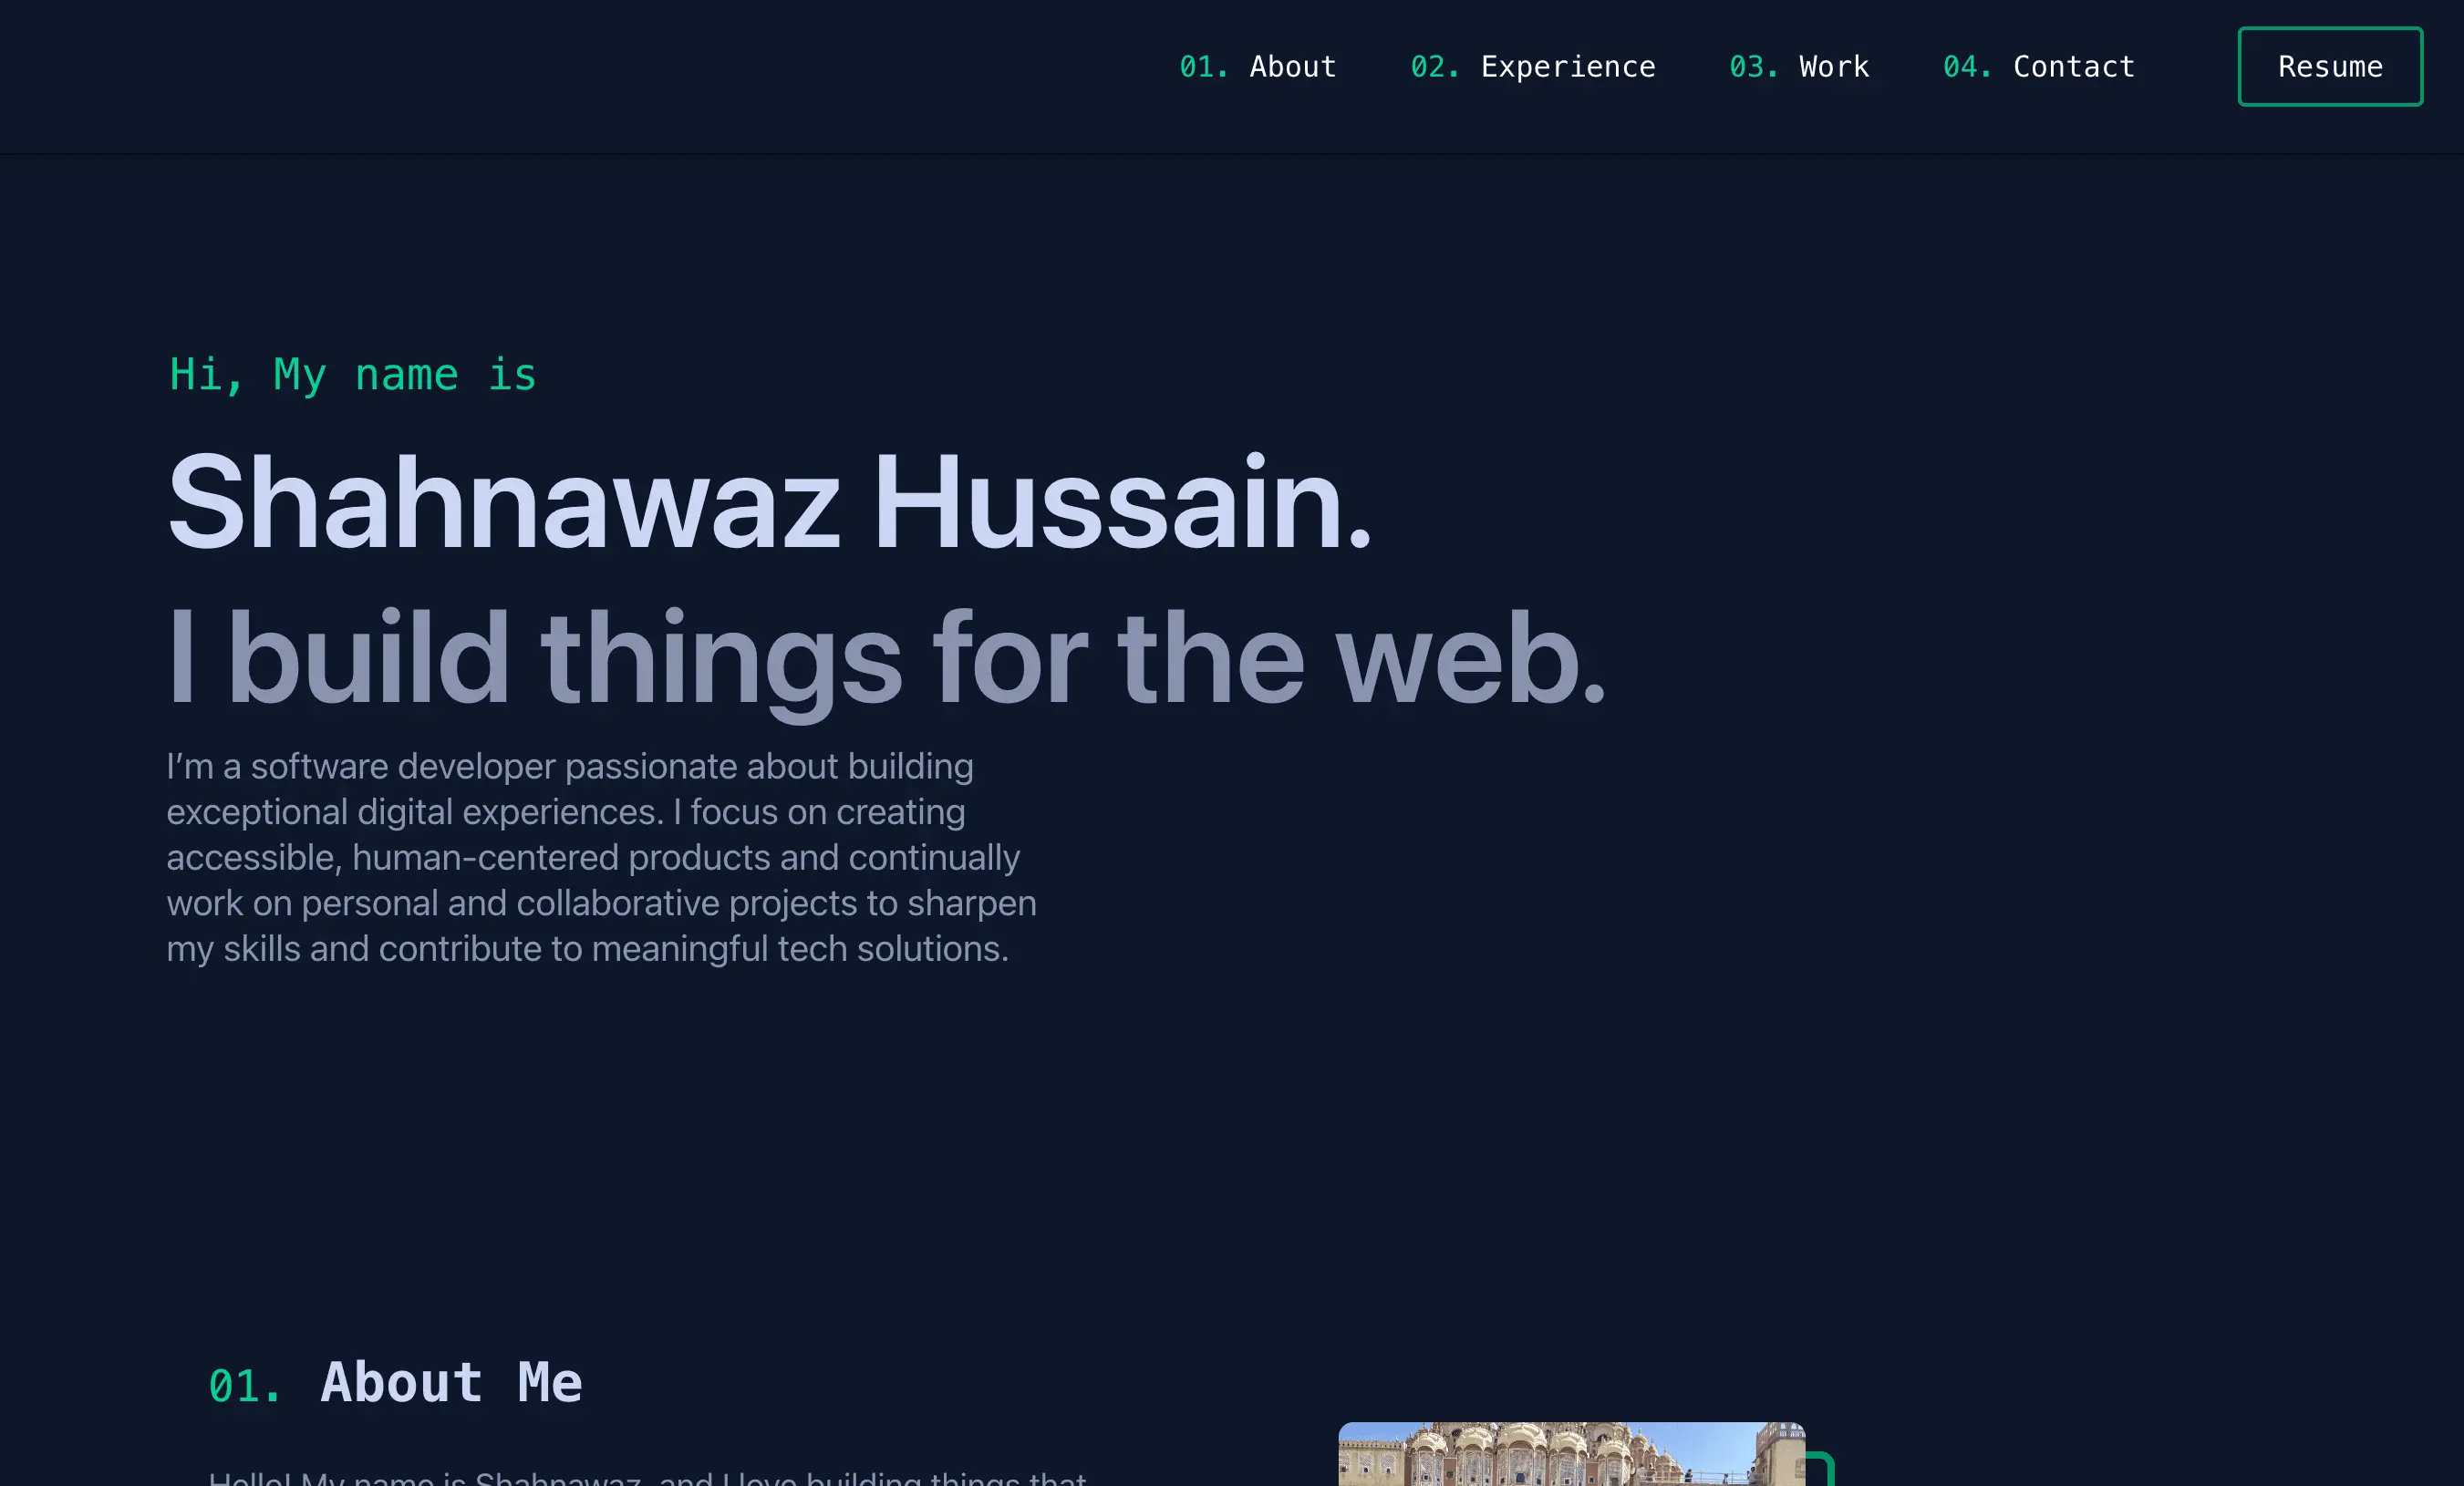 01. About 02. Experience 03. Work 04. Contact Resume
Hi, My name is
Shahnawaz Hussain.
I build things for the web.
I’m a software developer passionate about building
exceptional digital experiences. I focus on creating
accessible, human-centered products and continually
work on personal and collaborative projects to sharpen
my skills and contribute to meaningful tech solutions.
01. About Me
Hello! My name is Shahnawaz, and I love building things that